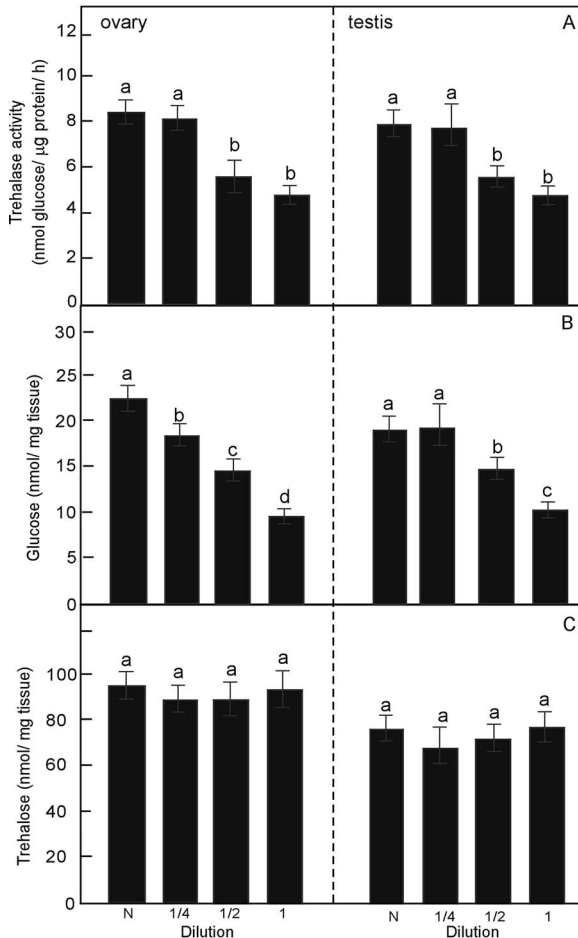 ovary
testis
A
Trehalase activity
(nmol glucose/ µg protein/ h)
12
10
8
6
4
2
0
a
a
b
b
a
a
b
b
B
Glucose (nmol/ mg tissue)
30
25
20
15
10
5
0
a
b
c
d
a
a
b
c
C
Trehalose (nmol/ mg tissue)
100
80
60
40
20
0
a
a
a
a
a
a
a
a
N 1/4 1/2 1
Dilution
N 1/4 1/2 1
Dilution